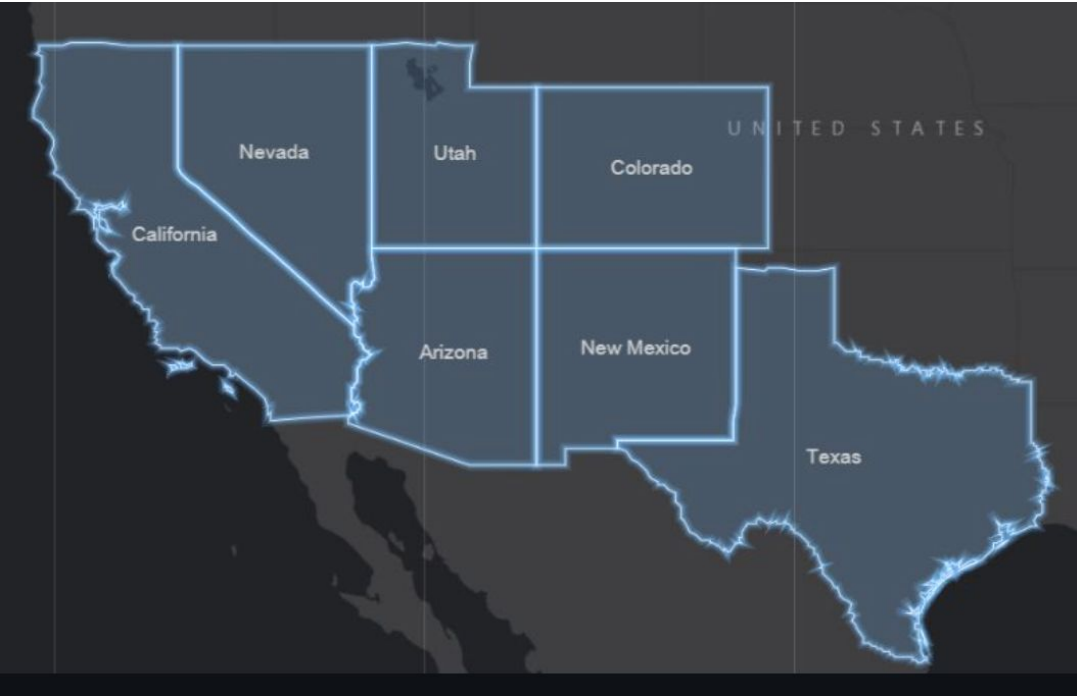 UNITED STATES
Nevada
Utah
Colorado
California
Arizona
New Mexico
Texas